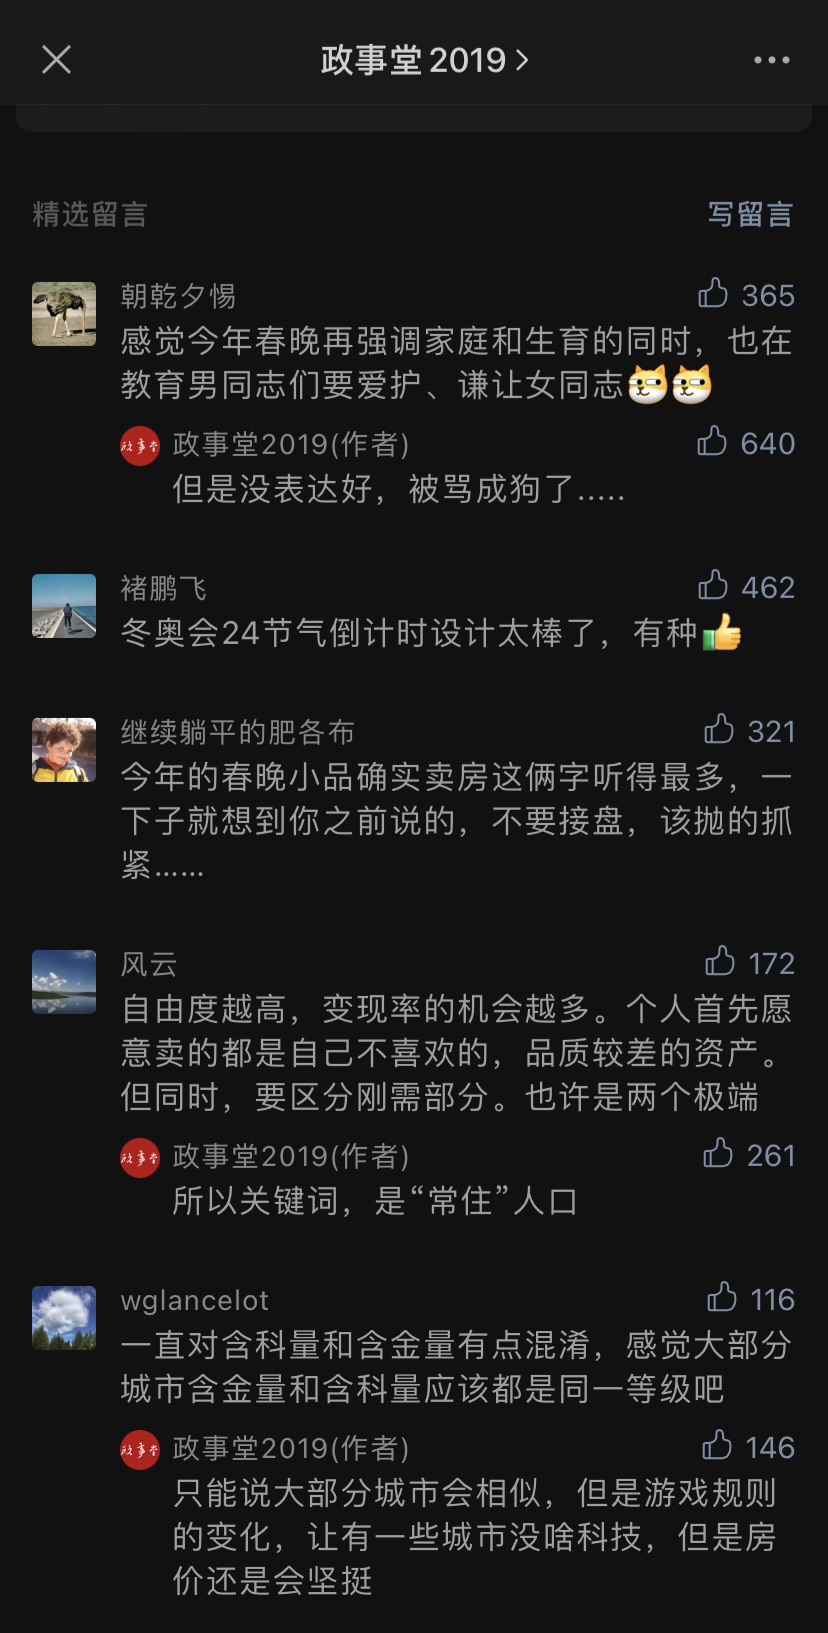 政事堂2019
精选留言
写留言
朝乾夕惕
365
感觉今年春晚再强调家庭和生育的同时，也在
教育男同志们要爱护、谦让女同志
政事堂2019(作者)
640
但是没表达好，被骂成狗了.....
褚鹏飞
462
冬奥会24节气倒计时设计太棒了，有种
继续躺平的肥各布
321
今年的春晚小品确实卖房这俩字听得最多，一
下子就想到你之前说的，不要接盘，该抛的抓
紧……
风云
172
自由度越高，变现率的机会越多。个人首先愿
意卖的都是自己不喜欢的，品质较差的资产。
但同时，要区分刚需部分。也许是两个极端
政事堂2019(作者)
261
所以关键词，是“常住”人口
wglancelot
116
一直对含科量和含金量有点混淆，感觉大部分
城市含金量和含科量应该都是同一等级吧
政事堂2019(作者)
146
只能说大部分城市会相似，但是游戏规则
的变化，让有一些城市没啥科技，但是房
价还是会坚挺